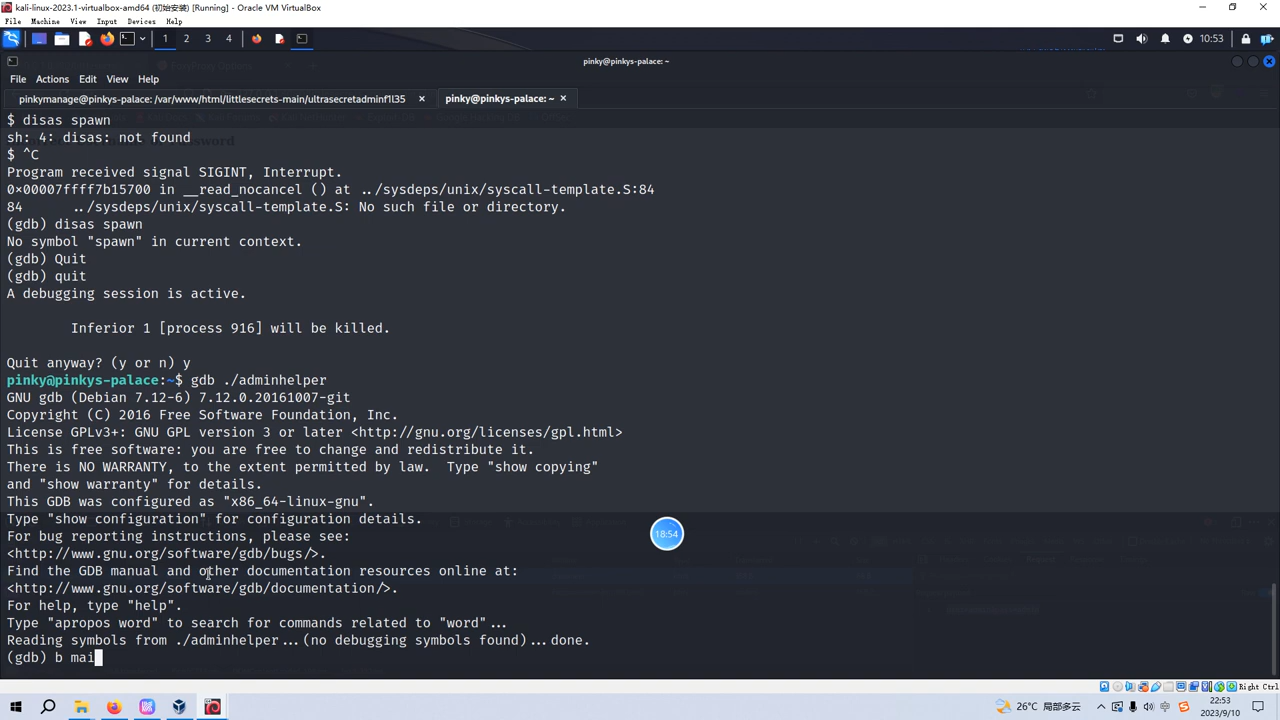 kali-linux-2023.1-virtualbox-amd64 (初始安装) [Running] - Oracle VM VirtualBox
File Machine View Input Devices Help
1 2 3 4 10:53
pinky@pinkys-palace: ~
File Actions Edit View Help
pinkymanage@pinkys-palace: /var/www/html/littlesecrets-main/ultrasecretadminf1l35 pinky@pinkys-palace: ~
$ disas spawn
sh: 4: disas: not found
$ ^C
Program received signal SIGINT, Interrupt.
0×00007ffff7b15700 in __read_nocancel () at ../sysdeps/unix/syscall-template.S:84
84 ../sysdeps/unix/syscall-template.S: No such file or directory.
(gdb) disas spawn
No symbol "spawn" in current context.
(gdb) Quit
(gdb) quit
A debugging session is active.
Inferior 1 [process 916] will be killed.
Quit anyway? (y or n) y
pinky@pinkys-palace:~$ gdb ./adminhelper
GNU gdb (Debian 7.12-6) 7.12.0.20161007-git
Copyright (C) 2016 Free Software Foundation, Inc.
License GPLv3+: GNU GPL version 3 or later <http://gnu.org/licenses/gpl.html>
This is free software: you are free to change and redistribute it.
There is NO WARRANTY, to the extent permitted by law.  Type "show copying"
and "show warranty" for details.
This GDB was configured as "x86_64-linux-gnu".
Type "show configuration" for configuration details.
For bug reporting instructions, please see:
<http://www.gnu.org/software/gdb/bugs/>.
Find the GDB manual and other documentation resources online at:
<http://www.gnu.org/software/gdb/documentation/>.
For help, type "help".
Type "apropos word" to search for commands related to "word"...
Reading symbols from ./adminhelper...(no debugging symbols found)...done.
(gdb) b mai
18:54
Right Ctrl
26°C 局部多云 中 22:53
2023/9/10